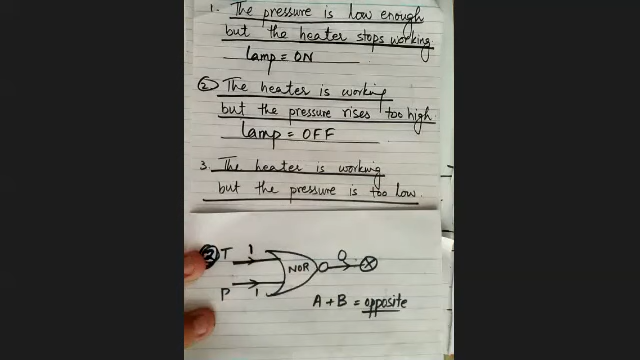 1. The pressure is low enough
but the heater stops working
lamp = ON
2 The heater is working
but the pressure rises too high
lamp = OFF
3. The heater is working
but the pressure is too low.
2 T 1
NOR
0
P 1
A + B = opposite